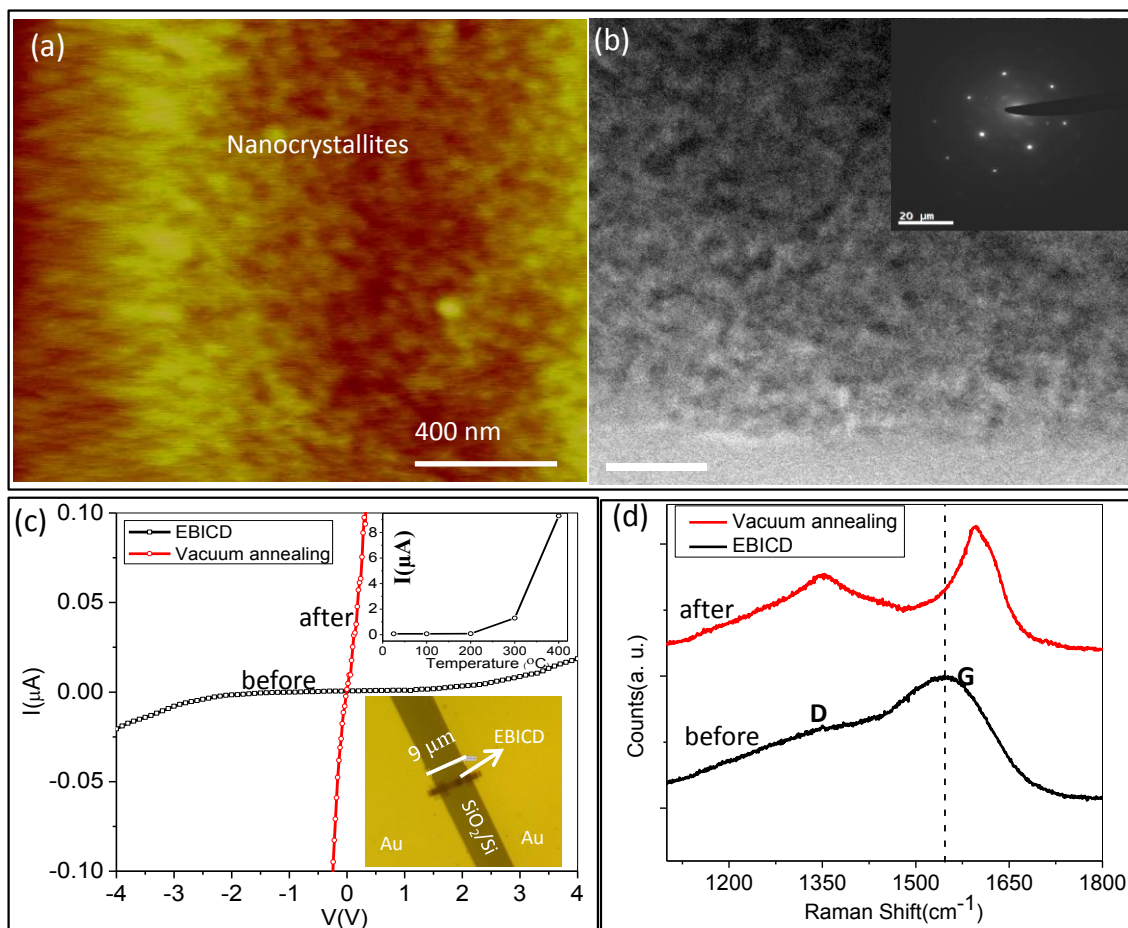 (a)
Nanocrystallites
400 nm
(b)
20 µm
(c)
EBICD
Vacuum annealing
after
before
I(µA)
0.10
0.05
0.00
-0.05
-0.10
-4 -3 -2 -1 0 1 2 3 4
V(V)
I(µA)
8
6
4
2
0
0 100 200 300 400
Temperature (°C)
9 µm
EBICD
SiO2/Si
Au
Au
(d)
Vacuum annealing
EBICD
after
before
D
G
Counts(a. u.)
1200 1350 1500 1650 1800
Raman Shift(cm-1)